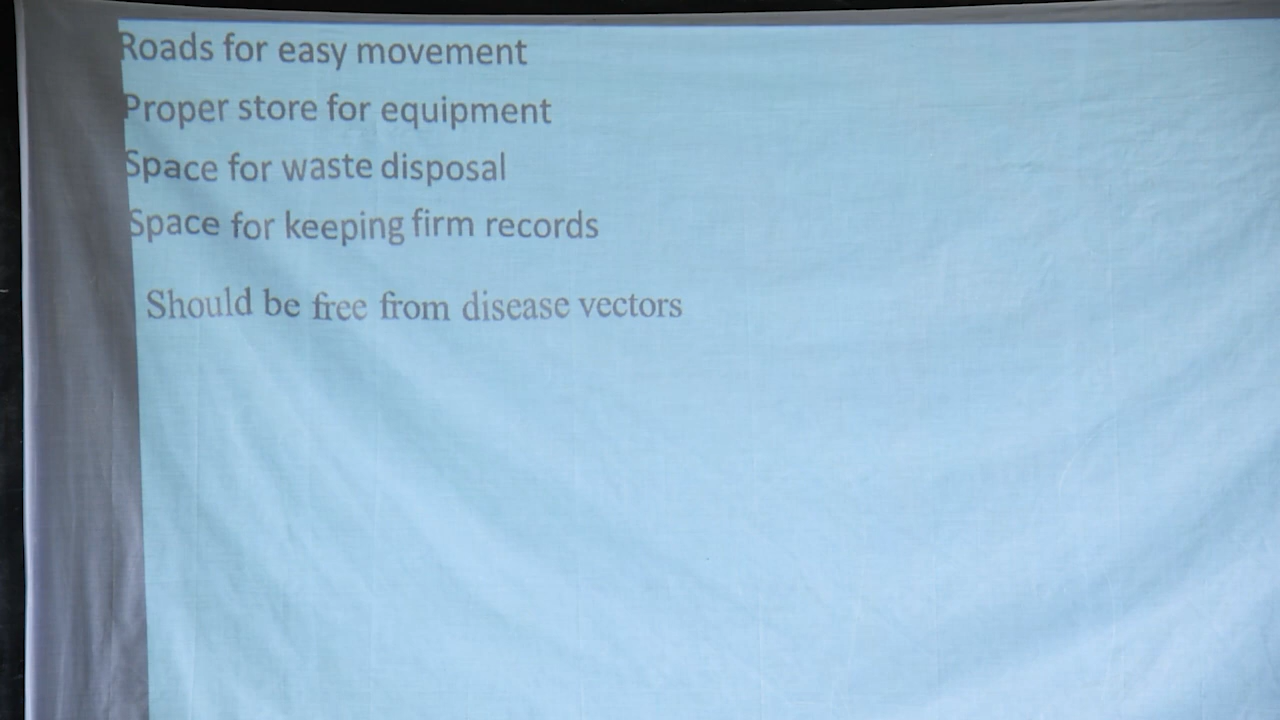 Roads for easy movement
Proper store for equipment
Space for waste disposal
Space for keeping firm records
Should be free from disease vectors